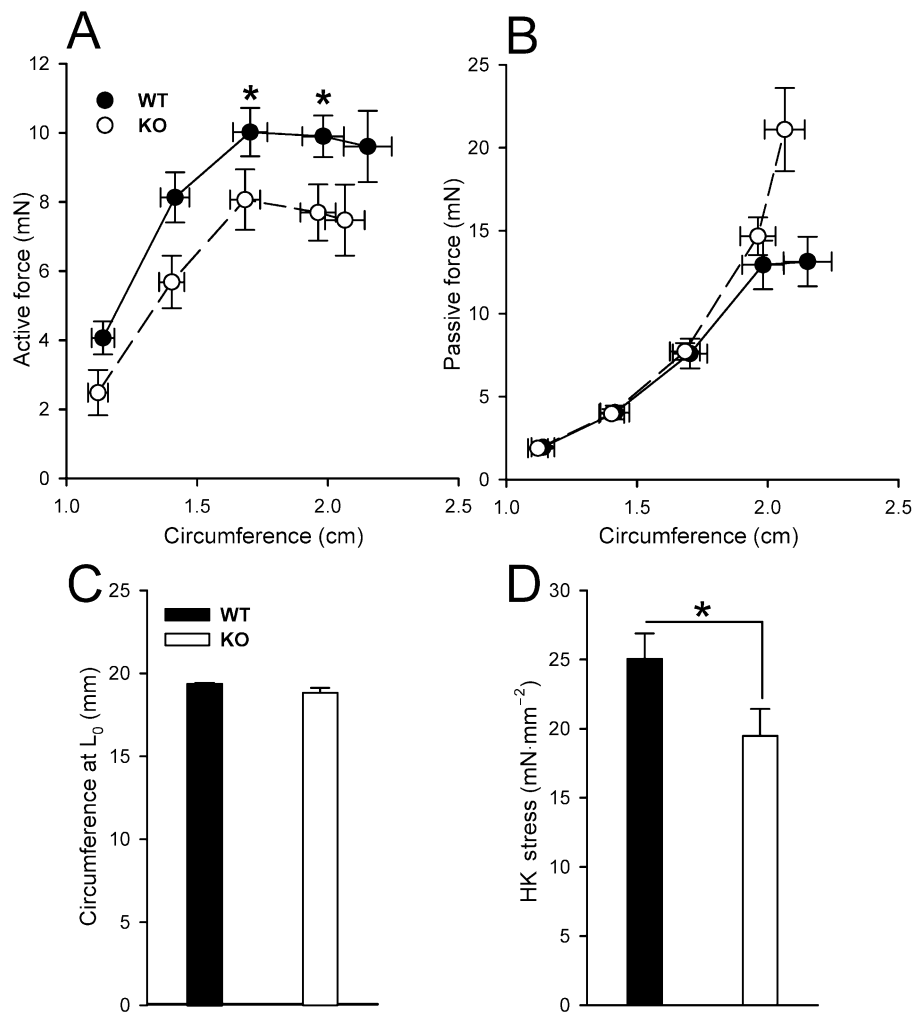 A
12
10
8
6
4
2
0
Active force (mN)
WT
KO
*
*
1.0 1.5 2.0 2.5
Circumference (cm)
B
25
20
15
10
5
0
Passive force (mN)
1.0 1.5 2.0 2.5
Circumference (cm)
C
25
20
15
10
5
0
Circumference at L₀ (mm)
WT
KO
D
30
25
20
15
10
5
0
HK stress (mN·mm⁻²)
*